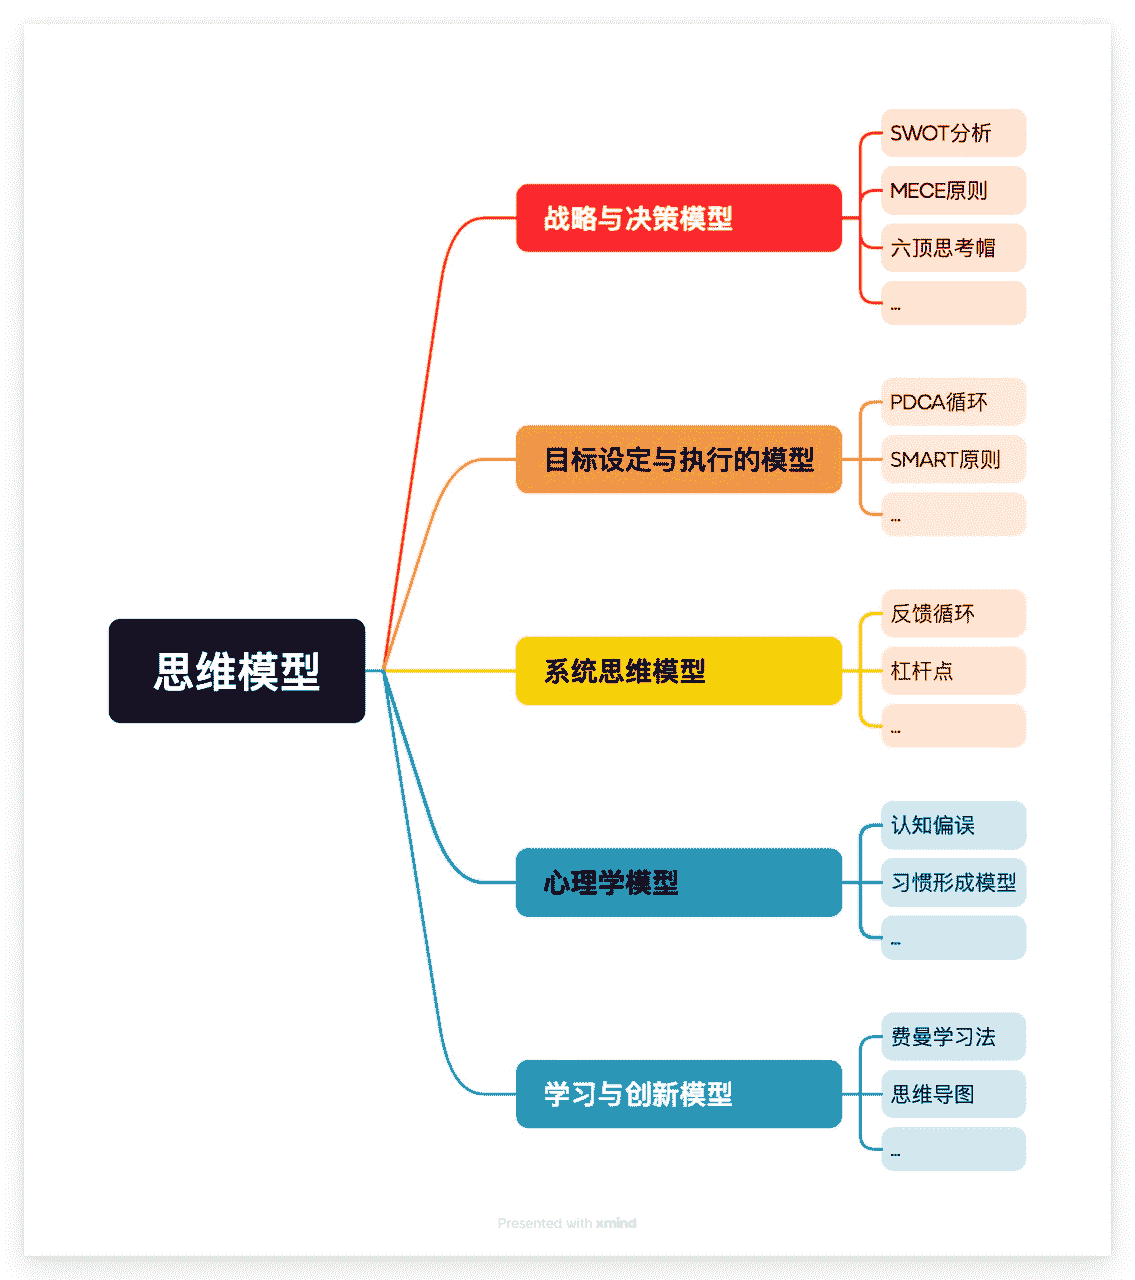 思维模型
战略与决策模型
SWOT分析
MECE原则
六顶思考帽
...
目标设定与执行的模型
PDCA循环
SMART原则
...
系统思维模型
反馈循环
杠杆点
...
心理学模型
认知偏误
习惯形成模型
...
学习与创新模型
费曼学习法
思维导图
...
Presented with xmind